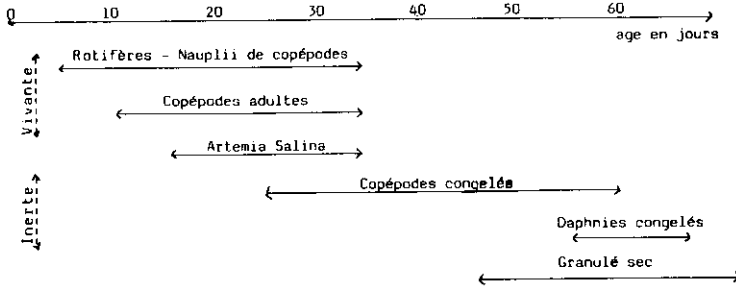 0 10 20 30 40 50 60
age en jours
Vivante
Rotifères - Nauplii de copépodes
Copépodes adultes
Artemia Salina
Inerte
Copépodes congelés
Daphnies congelés
Granulé sec